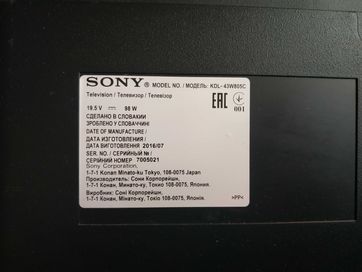 SONY® MODEL NO. / МОДЕЛЬ: KDL- 43W805C
Television / Телевизор / Телевізор
19.5 V ⎓ 98 W
EAC
001
СДЕЛАНО В СЛОВАКИИ
ЗРОБЛЕНО У СЛОВАЧЧИНІ
DATE OF MANUFACTURE /
ДАТА ИЗГОТОВЛЕНИЯ /
ДАТА ВИГОТОВЛЕННЯ 2016/07
SER. NO. / СЕРИЙНЫЙ № /
СЕРІЙНИЙ НОМЕР 7005021
Sony Corporation,
1-7-1 Konan Minato-ku Tokyo, 108-0075 Japan
Производитель: Сони Корпорейшн,
1-7-1 Конан, Минато-ку, Токио, 108-0075, Япония.
Виробник: Соні Корпорейшн,
1-7-1 Конан, Мінато-ку, Токіо, 108-0075, Японія.
>PP<